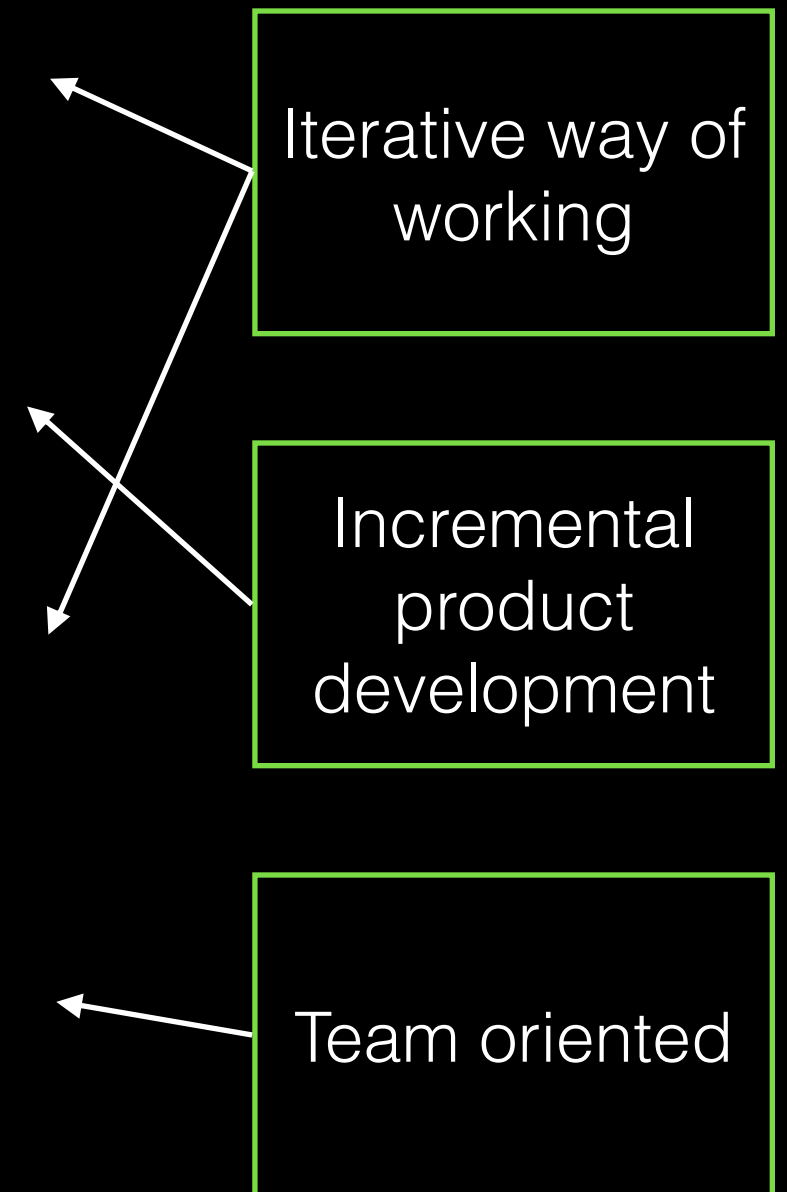 Iterative way of
working
Incremental
product
development
Team oriented